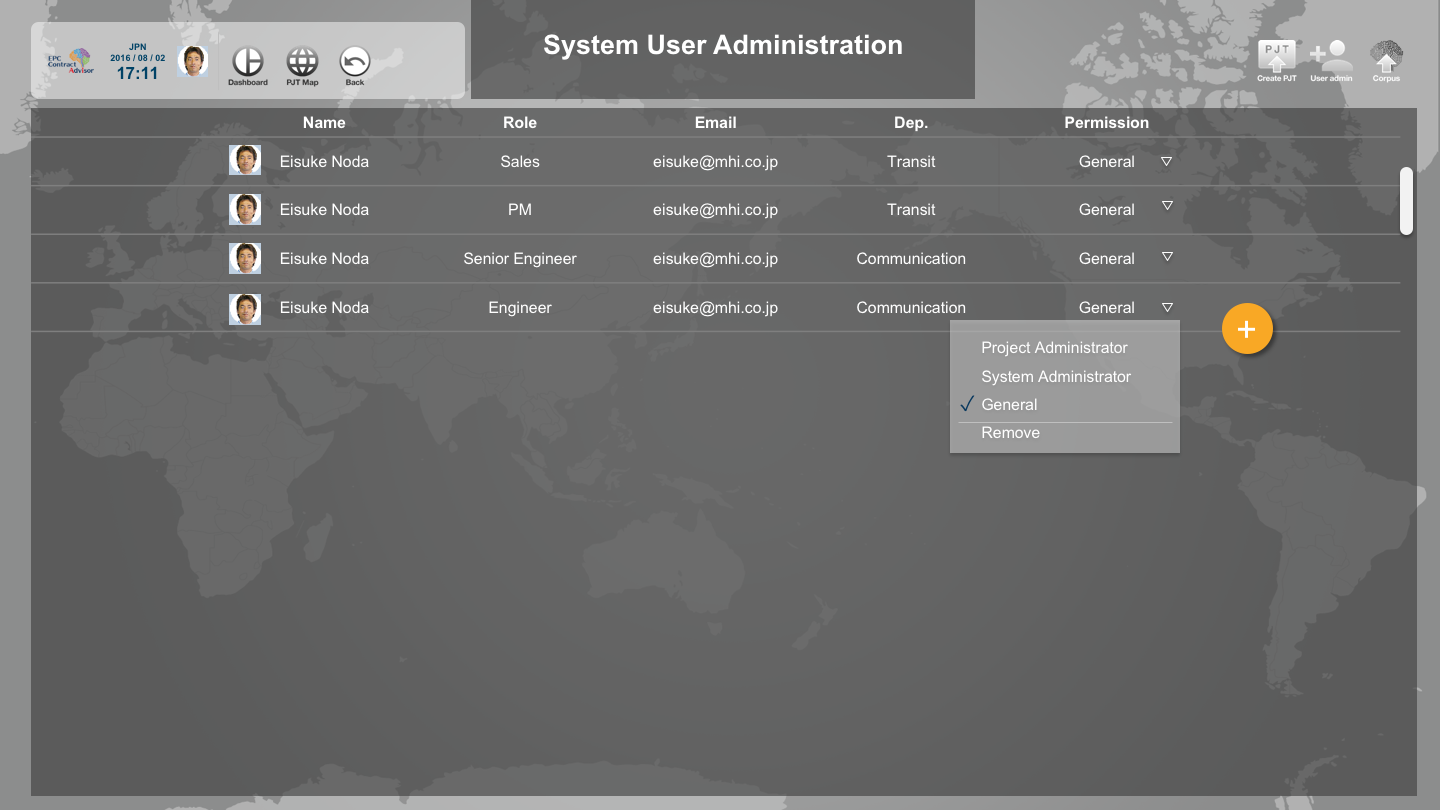 EPC
Contract
Advisor
JPN
2016 / 08 / 02
17:11
Dashboard
PJT Map
Back
System User Administration
PJT
Create PJT
User admin
Corpus
Name Role Email Dep. Permission
Eisuke Noda Sales eisuke@mhi.co.jp Transit General
Eisuke Noda PM eisuke@mhi.co.jp Transit General
Eisuke Noda Senior Engineer eisuke@mhi.co.jp Communication General
Eisuke Noda Engineer eisuke@mhi.co.jp Communication General
Project Administrator
System Administrator
General
Remove